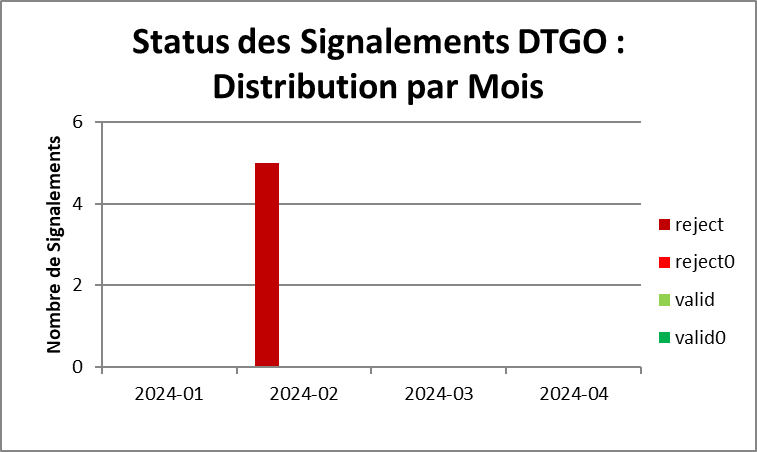 Status des Signalements DTGO :
Distribution par Mois
Nombre de Signalements
6
4
2
0
2024-01
2024-02
2024-03
2024-04
reject
reject0
valid
valid0